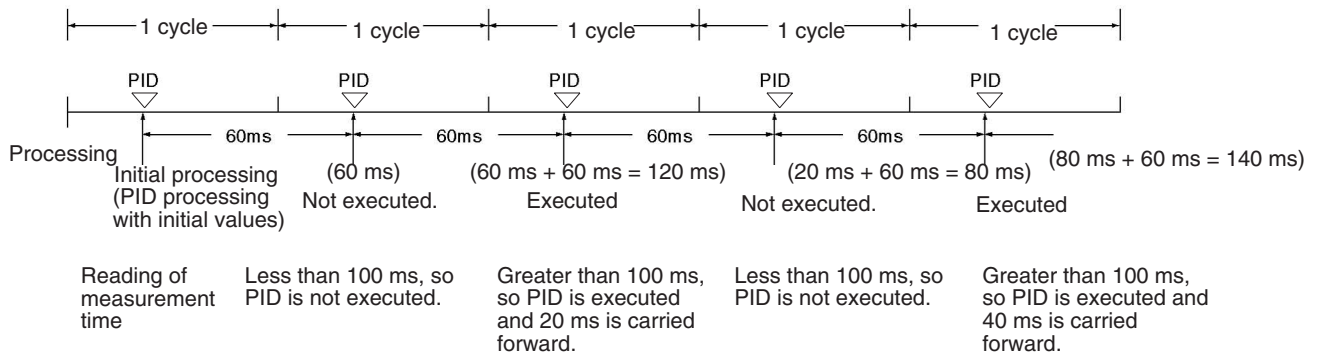 1 cycle 1 cycle 1 cycle 1 cycle 1 cycle
PID PID PID PID PID
60ms 60ms 60ms 60ms
Processing
Initial processing
(PID processing
with initial values)
(60 ms)
Not executed.
(60 ms + 60 ms = 120 ms)
Executed
(20 ms + 60 ms = 80 ms)
Not executed.
(80 ms + 60 ms = 140 ms)
Executed
Reading of
measurement
time
Less than 100 ms, so
PID is not executed.
Greater than 100 ms,
so PID is executed
and 20 ms is carried
forward.
Less than 100 ms, so
PID is not executed.
Greater than 100 ms,
so PID is executed and
40 ms is carried
forward.